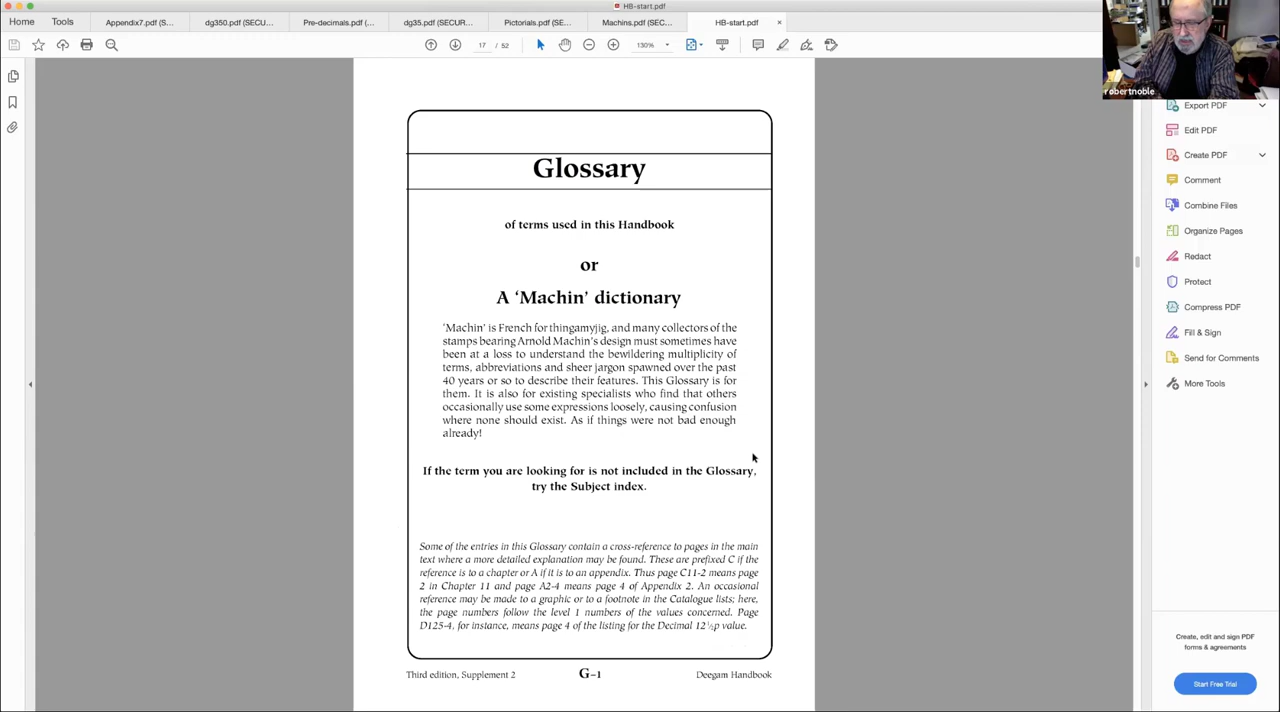 HB-start.pdf
Home
Tools
Appendix7.pdf (S...
dg350.pdf (SECU...
Pre-decimals.pdf (...
dg35.pdf (SECUR...
Pictorials.pdf (SE...
Machins.pdf (SEC...
HB-start.pdf
17 / 52
130%
robertnoble
Export PDF
Edit PDF
Create PDF
Comment
Combine Files
Organize Pages
Redact
Protect
Compress PDF
Fill & Sign
Send for Comments
More Tools
Create, edit and sign PDF
forms & agreements
Start Free Trial
Glossary
of terms used in this Handbook
or
A ‘Machin’ dictionary
‘Machin’ is French for thingamyjig, and many collectors of the
stamps bearing Arnold Machin’s design must sometimes have
been at a loss to understand the bewildering multiplicity of
terms, abbreviations and sheer jargon spawned over the past
40 years or so to describe their features. This Glossary is for
them. It is also for existing specialists who find that others
occasionally use some expressions loosely, causing confusion
where none should exist. As if things were not bad enough
already!
If the term you are looking for is not included in the Glossary,
try the Subject index.
Some of the entries in this Glossary contain a cross-reference to pages in the main
text where a more detailed explanation may be found. These are prefixed C if the
reference is to a chapter or A if it is to an appendix. Thus page C11-2 means page
2 in Chapter 11 and page A2-4 means page 4 of Appendix 2. An occasional
reference may be made to a graphic or to a footnote in the Catalogue lists; here,
the page numbers follow the level 1 numbers of the values concerned. Page
D125-4, for instance, means page 4 of the listing for the Decimal 12½p value.
Third edition, Supplement 2
G–1
Deegam Handbook